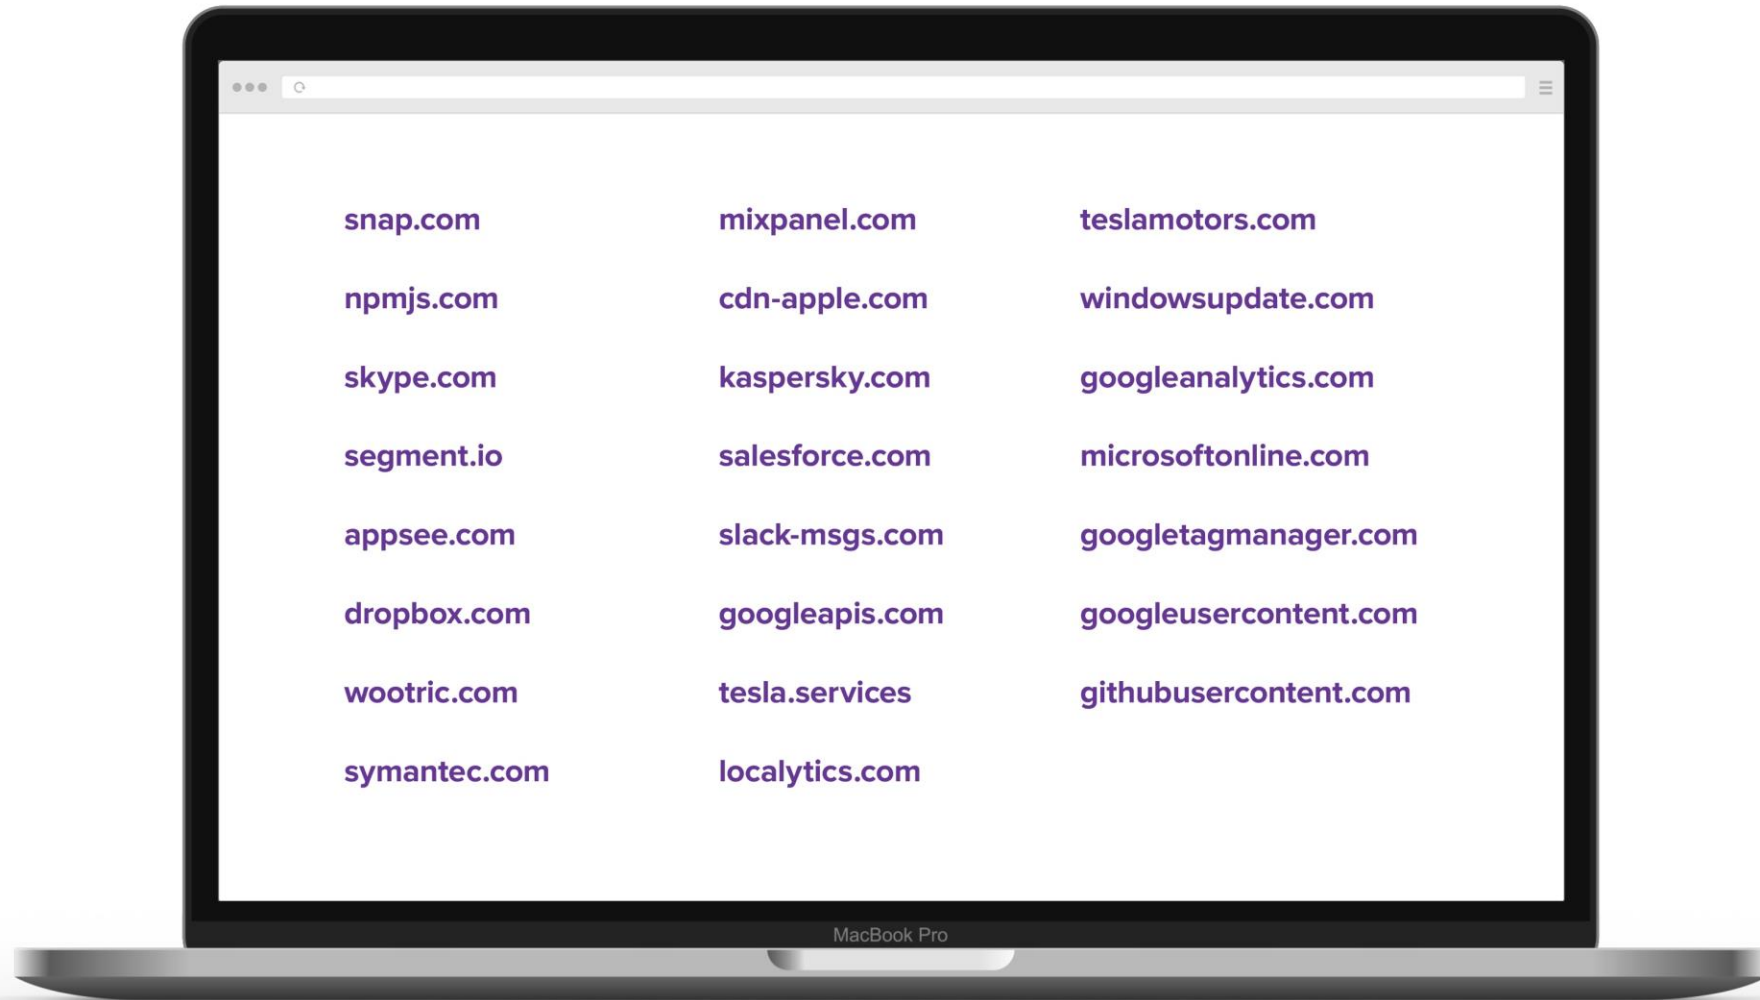 snap.com mixpanel.com teslamotors.com
npmjs.com cdn-apple.com windowsupdate.com
skype.com kaspersky.com googleanalytics.com
segment.io salesforce.com microsoftonline.com
appsee.com slack-msgs.com googletagmanager.com
dropbox.com googleapis.com googleusercontent.com
wootric.com tesla.services githubusercontent.com
symantec.com localytics.com
MacBook Pro